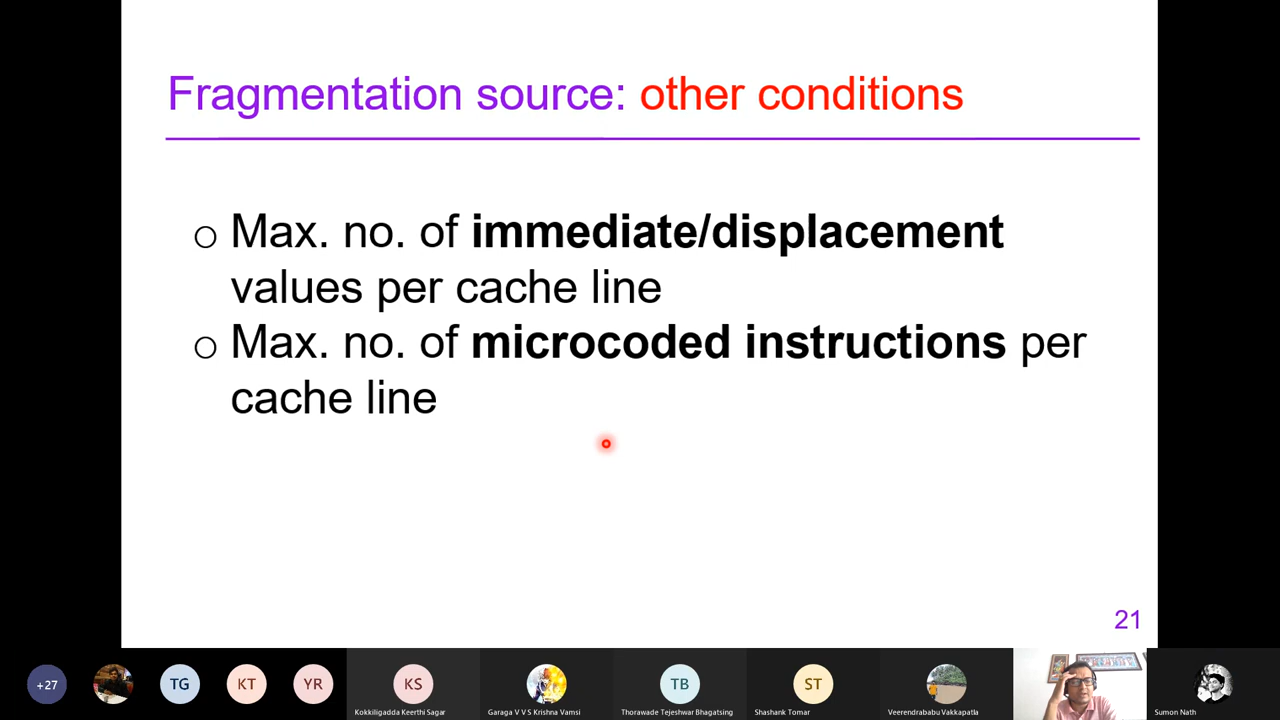 Fragmentation source: other conditions
Max. no. of immediate/displacement
values per cache line
Max. no. of microcoded instructions per
cache line
21
+27
TG
KT
YR
KS
TB
ST
Kokkiligadda Keerthi Sagar
Garaga V V S Krishna Vamsi
Thorawade Tejeshwar Bhagatsing
Shashank Tomar
Veerendrababu Vakkapatla
Sumon Nath